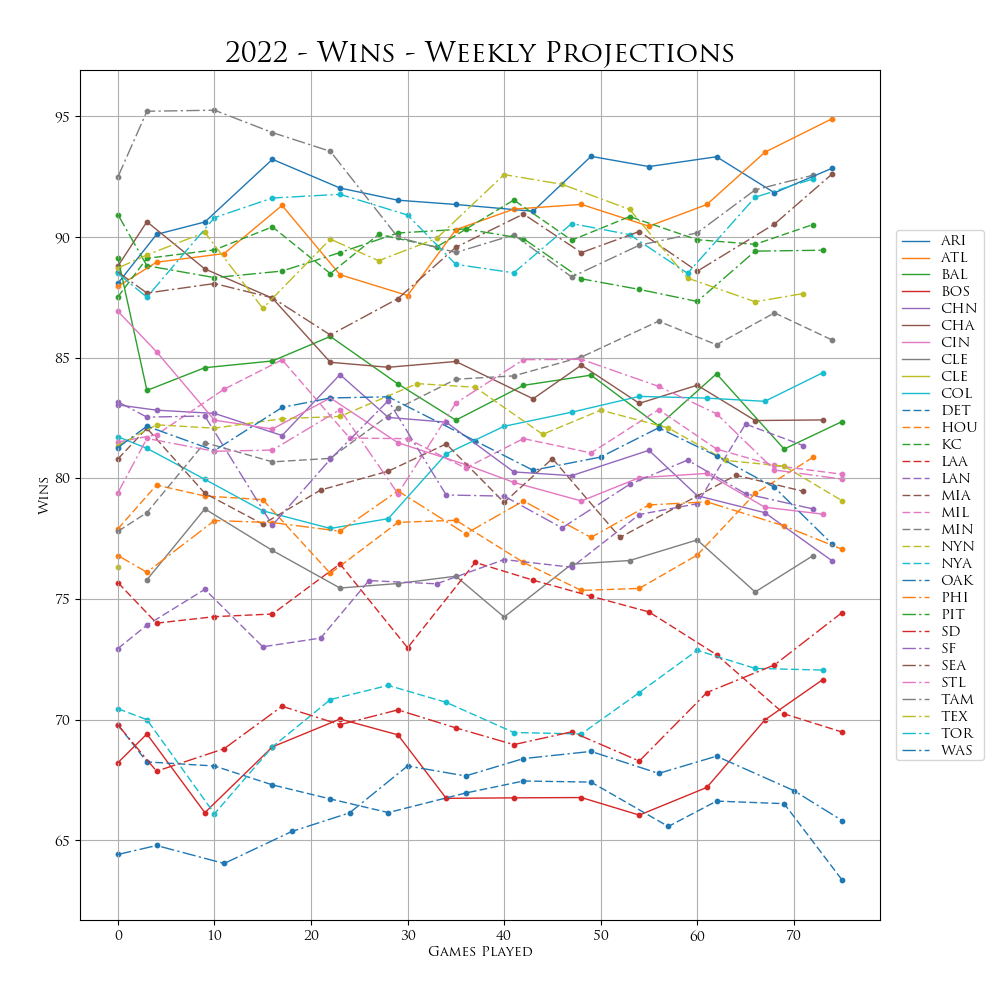 2022 - Wins - Weekly Projections
95
90
85
80
75
70
65
Wins
0 10 20 30 40 50 60 70
Games Played
ARI
ATL
BAL
BOS
CHN
CHA
CIN
CLE
CLE
COL
DET
HOU
KC
LAA
LAN
MIA
MIL
MIN
NYN
NYA
OAK
PHI
PIT
SD
SF
SEA
STL
TAM
TEX
TOR
WAS